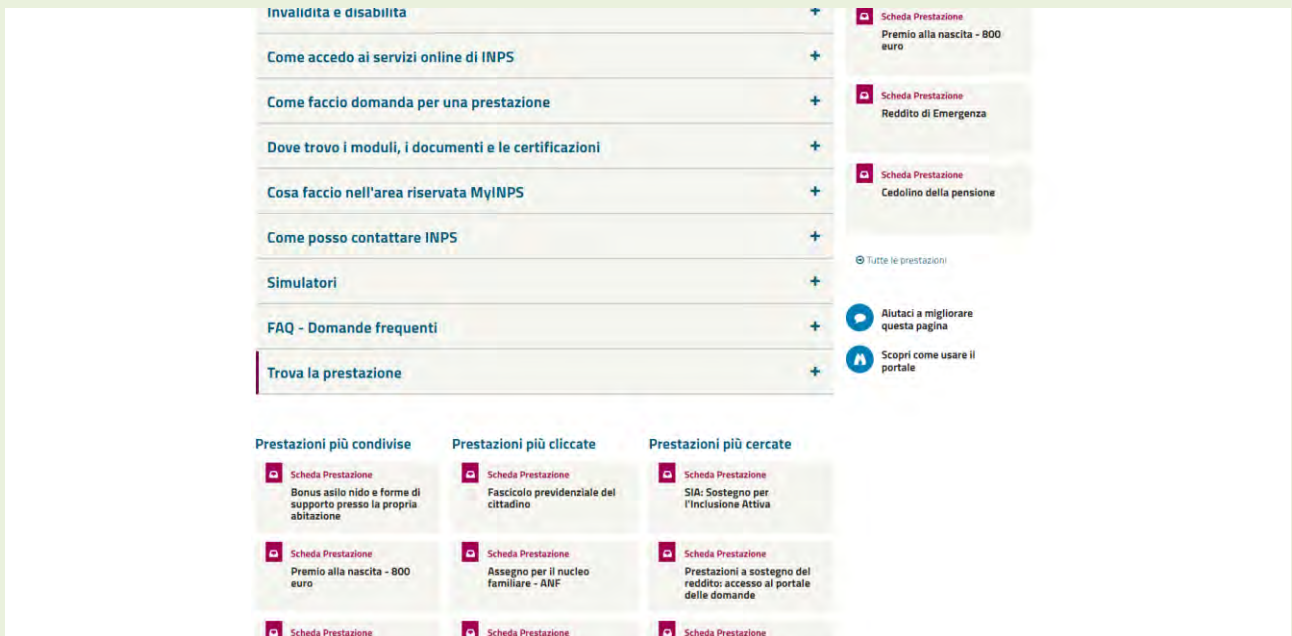 Invalidità e disabilità +
Come accedo ai servizi online di INPS +
Come faccio domanda per una prestazione +
Dove trovo i moduli, i documenti e le certificazioni +
Cosa faccio nell'area riservata MyINPS +
Come posso contattare INPS +
Simulatori +
FAQ - Domande frequenti +
Trova la prestazione +
Scheda Prestazione
Premio alla nascita - 800
euro
Scheda Prestazione
Reddito di Emergenza
Scheda Prestazione
Cedolino della pensione
Tutte le prestazioni
Aiutaci a migliorare
questa pagina
Scopri come usare il
portale
Prestazioni più condivise
Scheda Prestazione
Bonus asilo nido e forme di
supporto presso la propria
abitazione
Scheda Prestazione
Premio alla nascita - 800
euro
Scheda Prestazione
Prestazioni più cliccate
Scheda Prestazione
Fascicolo previdenziale del
cittadino
Scheda Prestazione
Assegno per il nucleo
familiare - ANF
Scheda Prestazione
Prestazioni più cercate
Scheda Prestazione
SIA: Sostegno per
l'Inclusione Attiva
Scheda Prestazione
Prestazioni a sostegno del
reddito: accesso al portale
delle domande
Scheda Prestazione